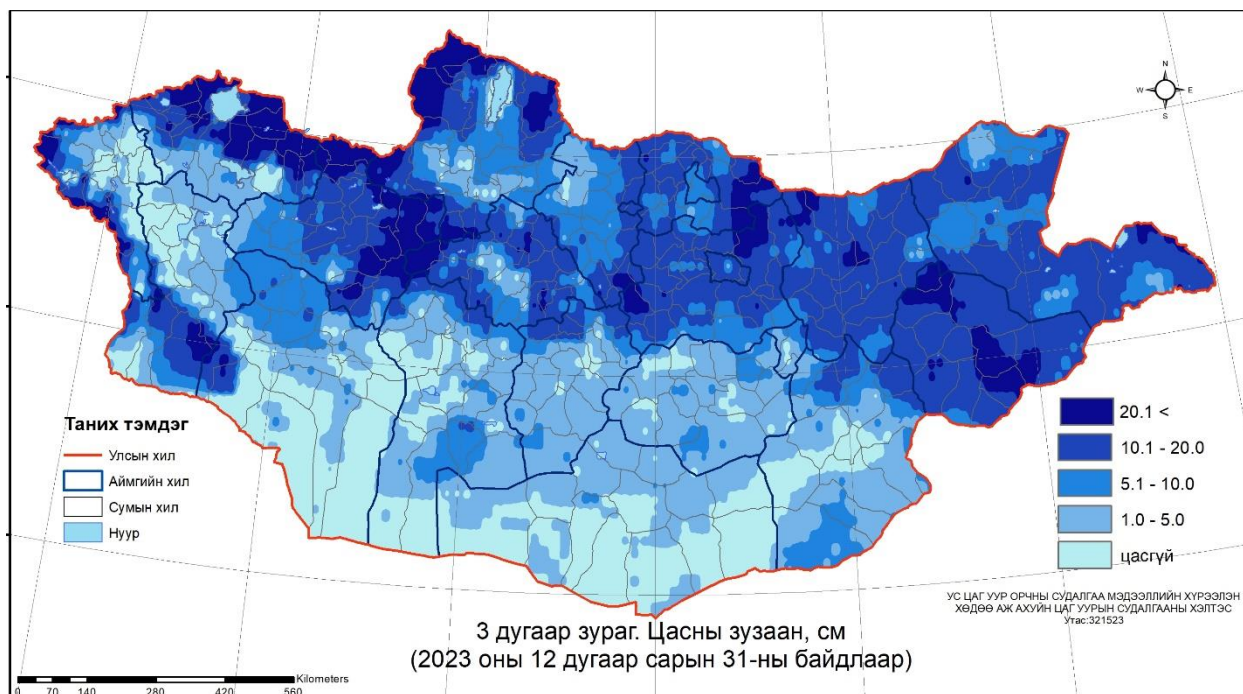 N
W E
S
Таних тэмдэг
Улсын хил
Аймгийн хил
Сумын хил
Нуур
20.1 <
10.1 - 20.0
5.1 - 10.0
1.0 - 5.0
цасгүй
УС ЦАГ УУР ОРЧНЫ СУДАЛГАА МЭДЭЭЛЛИЙН ХҮРЭЭЛЭН
ХӨДӨӨ АЖ АХУЙН ЦАГ УУРЫН СУДАЛГААНЫ ХЭЛТЭС
Утас:321523
3 дугаар зураг. Цасны зузаан, см
(2023 оны 12 дугаар сарын 31-ны байдлаар)
Kilometers
0 70 140 280 420 560